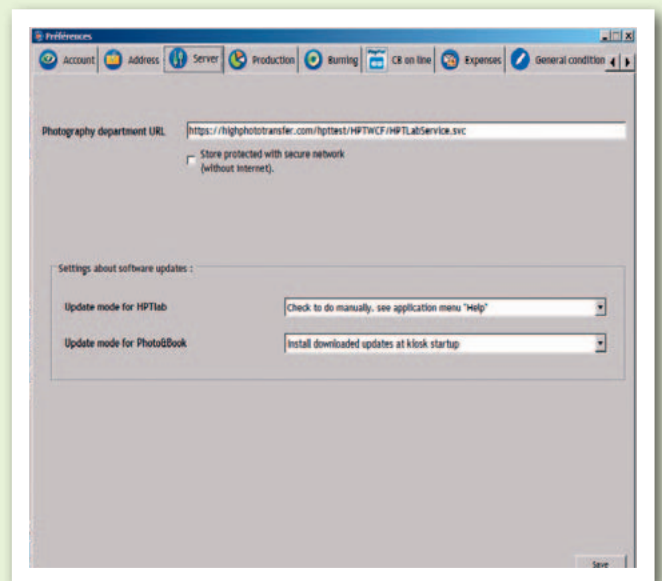 Préférences
Account Address Server Production Burning CB on line Expenses General condition
Photography department URL https://highphototransfer.com/hpttest/HPTWCF/HPTLabService.svc
Store protected with secure network
(without internet).
Settings about software updates :
Update mode for HPTlab Check to do manually, see application menu "Help"
Update mode for Photo&Book Install downloaded updates at kiosk startup
Save